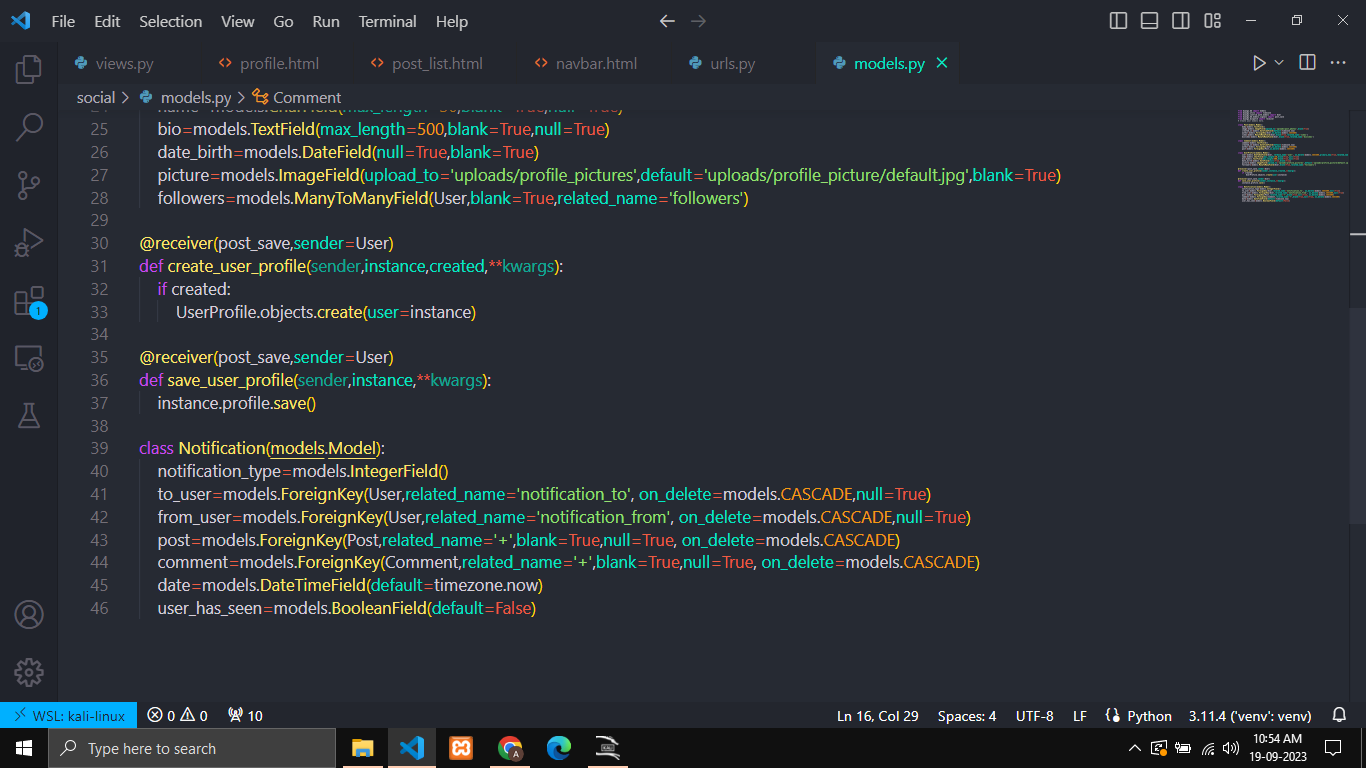 File Edit Selection View Go Run Terminal Help
views.py profile.html post_list.html navbar.html urls.py models.py
social > models.py > Comment
25 bio=models.TextField(max_length=500,blank=True,null=True)
26 date_birth=models.DateField(null=True,blank=True)
27 picture=models.ImageField(upload_to='uploads/profile_pictures',default='uploads/profile_picture/default.jpg',blank=True)
28 followers=models.ManyToManyField(User,blank=True,related_name='followers')
29
30 @receiver(post_save,sender=User)
31 def create_user_profile(sender,instance,created,**kwargs):
32 if created:
33 UserProfile.objects.create(user=instance)
34
35 @receiver(post_save,sender=User)
36 def save_user_profile(sender,instance,**kwargs):
37 instance.profile.save()
38
39 class Notification(models.Model):
40 notification_type=models.IntegerField()
41 to_user=models.ForeignKey(User,related_name='notification_to', on_delete=models.CASCADE,null=True)
42 from_user=models.ForeignKey(User,related_name='notification_from', on_delete=models.CASCADE,null=True)
43 post=models.ForeignKey(Post,related_name='+',blank=True,null=True, on_delete=models.CASCADE)
44 comment=models.ForeignKey(Comment,related_name='+',blank=True,null=True, on_delete=models.CASCADE)
45 date=models.DateTimeField(default=timezone.now)
46 user_has_seen=models.BooleanField(default=False)
1
WSL: kali-linux 0 0 10 Ln 16, Col 29 Spaces: 4 UTF-8 LF Python 3.11.4 ('venv': venv)
Type here to search
10:54 AM
19-09-2023